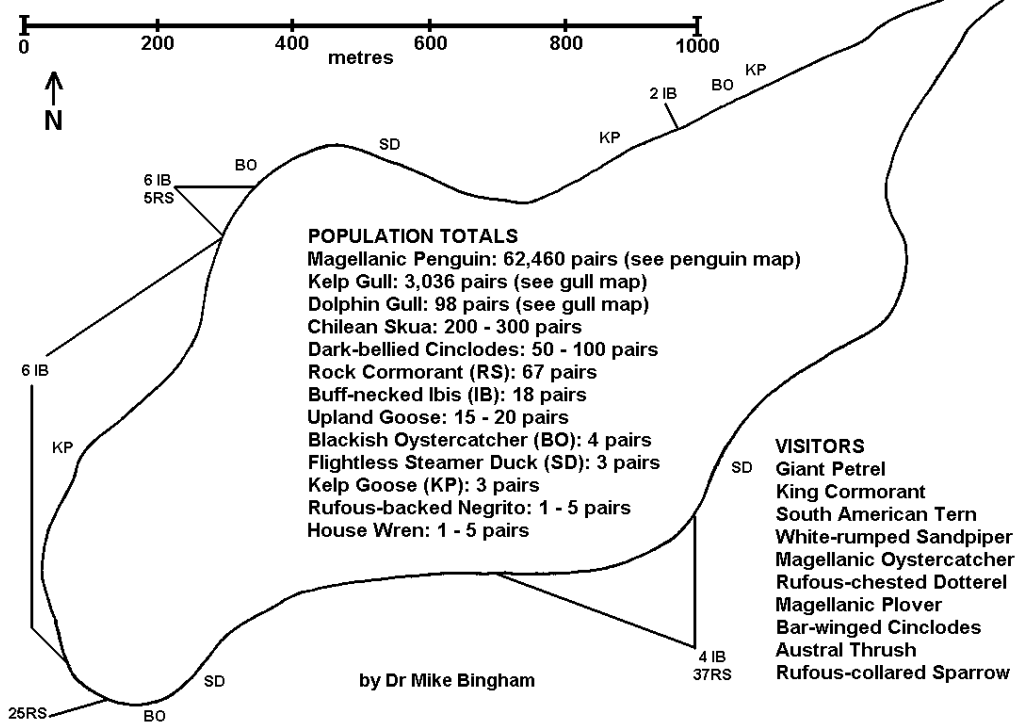 0 200 400 600 800 1000
metres
N
KP
BO
2 IB
KP
SD
BO
6 IB
5RS
POPULATION TOTALS
Magellanic Penguin: 62,460 pairs (see penguin map)
Kelp Gull: 3,036 pairs (see gull map)
Dolphin Gull: 98 pairs (see gull map)
Chilean Skua: 200 - 300 pairs
Dark-bellied Cinclodes: 50 - 100 pairs
Rock Cormorant (RS): 67 pairs
Buff-necked Ibis (IB): 18 pairs
Upland Goose: 15 - 20 pairs
Blackish Oystercatcher (BO): 4 pairs
Flightless Steamer Duck (SD): 3 pairs
Kelp Goose (KP): 3 pairs
Rufous-backed Negrito: 1 - 5 pairs
House Wren: 1 - 5 pairs
6 IB
KP
SD
VISITORS
Giant Petrel
King Cormorant
South American Tern
White-rumped Sandpiper
Magellanic Oystercatcher
Rufous-chested Dotterel
Magellanic Plover
Bar-winged Cinclodes
Austral Thrush
Rufous-collared Sparrow
4 IB
37RS
by Dr Mike Bingham
SD
25RS
BO